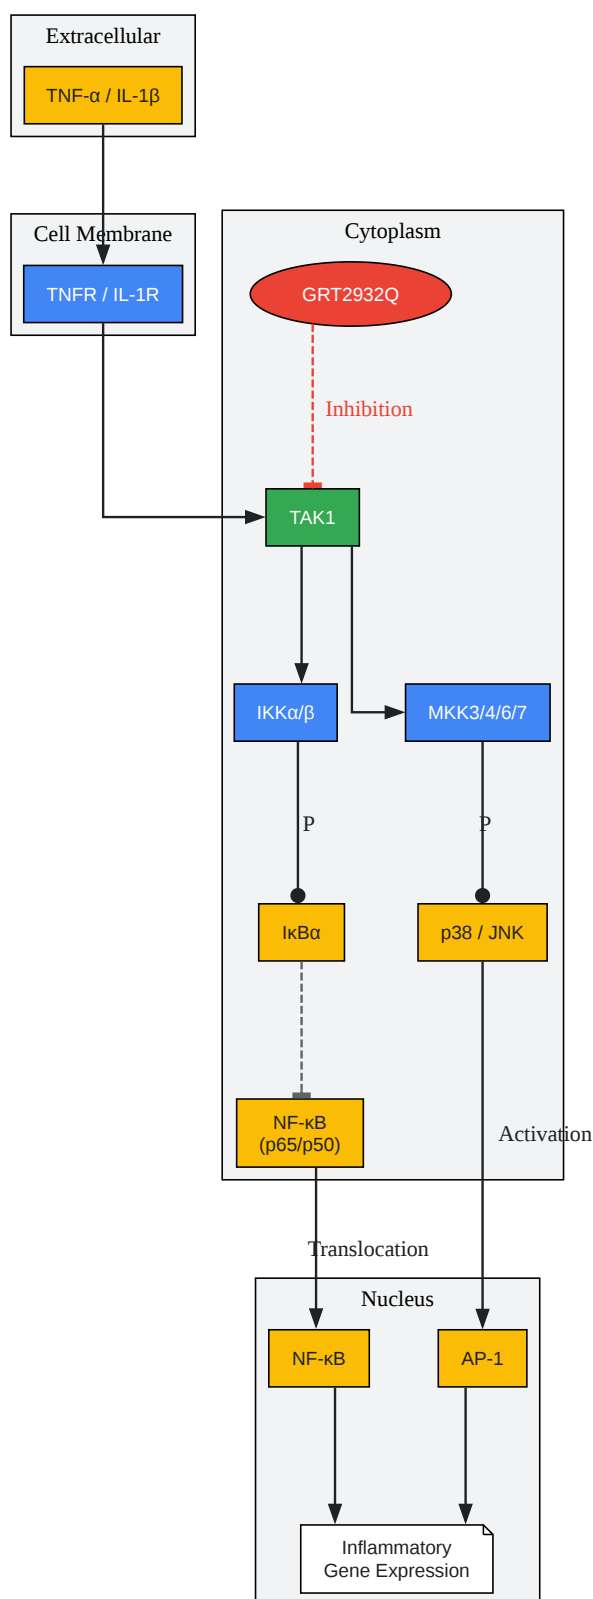 Extracellular
TNF-α / IL-1β
Cell Membrane
TNFR / IL-1R
Cytoplasm
GRT2932Q
Inhibition
TAK1
IKKα/β
MKK3/4/6/7
P
P
IκBα
p38 / JNK
NF-κB
(p65/p50)
Activation
Translocation
Nucleus
NF-κB
AP-1
Inflammatory
Gene Expression